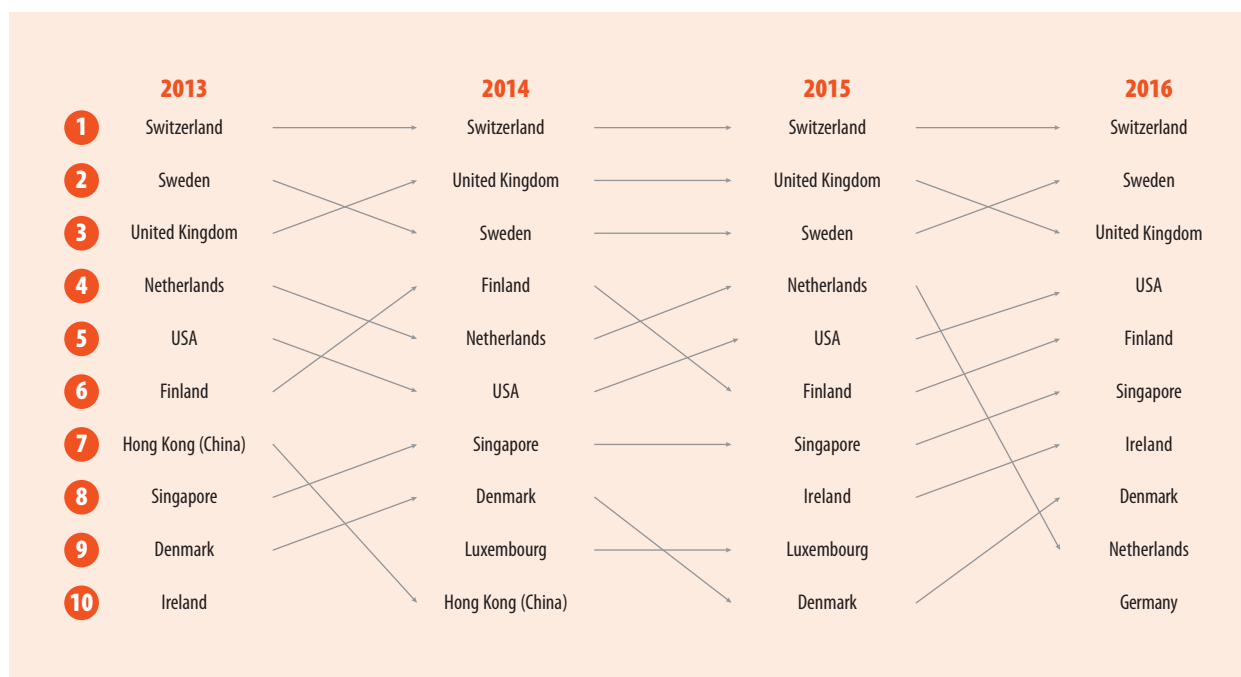 2013 2014 2015 2016
1 Switzerland Switzerland Switzerland Switzerland
2 Sweden United Kingdom United Kingdom Sweden
3 United Kingdom Sweden Sweden United Kingdom
4 Netherlands Finland Netherlands USA
5 USA Netherlands USA Finland
6 Finland USA Finland Singapore
7 Hong Kong (China) Singapore Singapore Ireland
8 Singapore Denmark Ireland Denmark
9 Denmark Luxembourg Luxembourg Netherlands
10 Ireland Hong Kong (China) Denmark Germany